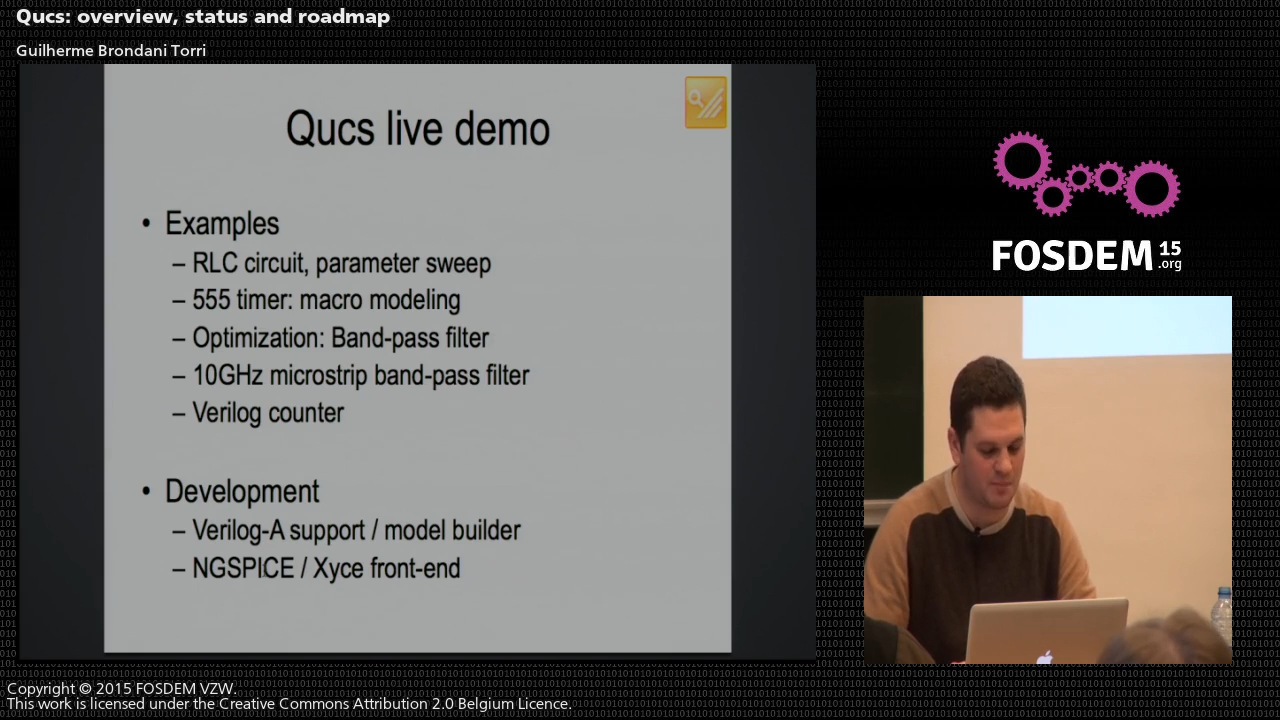 Qucs: overview, status and roadmap
Guilherme Brondani Torri
Qucs live demo
• Examples
– RLC circuit, parameter sweep
– 555 timer: macro modeling
– Optimization: Band-pass filter
– 10GHz microstrip band-pass filter
– Verilog counter
• Development
– Verilog-A support / model builder
– NGSPICE / Xyce front-end
FOSDEM 15
.org
Copyright © 2015 FOSDEM VZW.
This work is licensed under the Creative Commons Attribution 2.0 Belgium Licence.